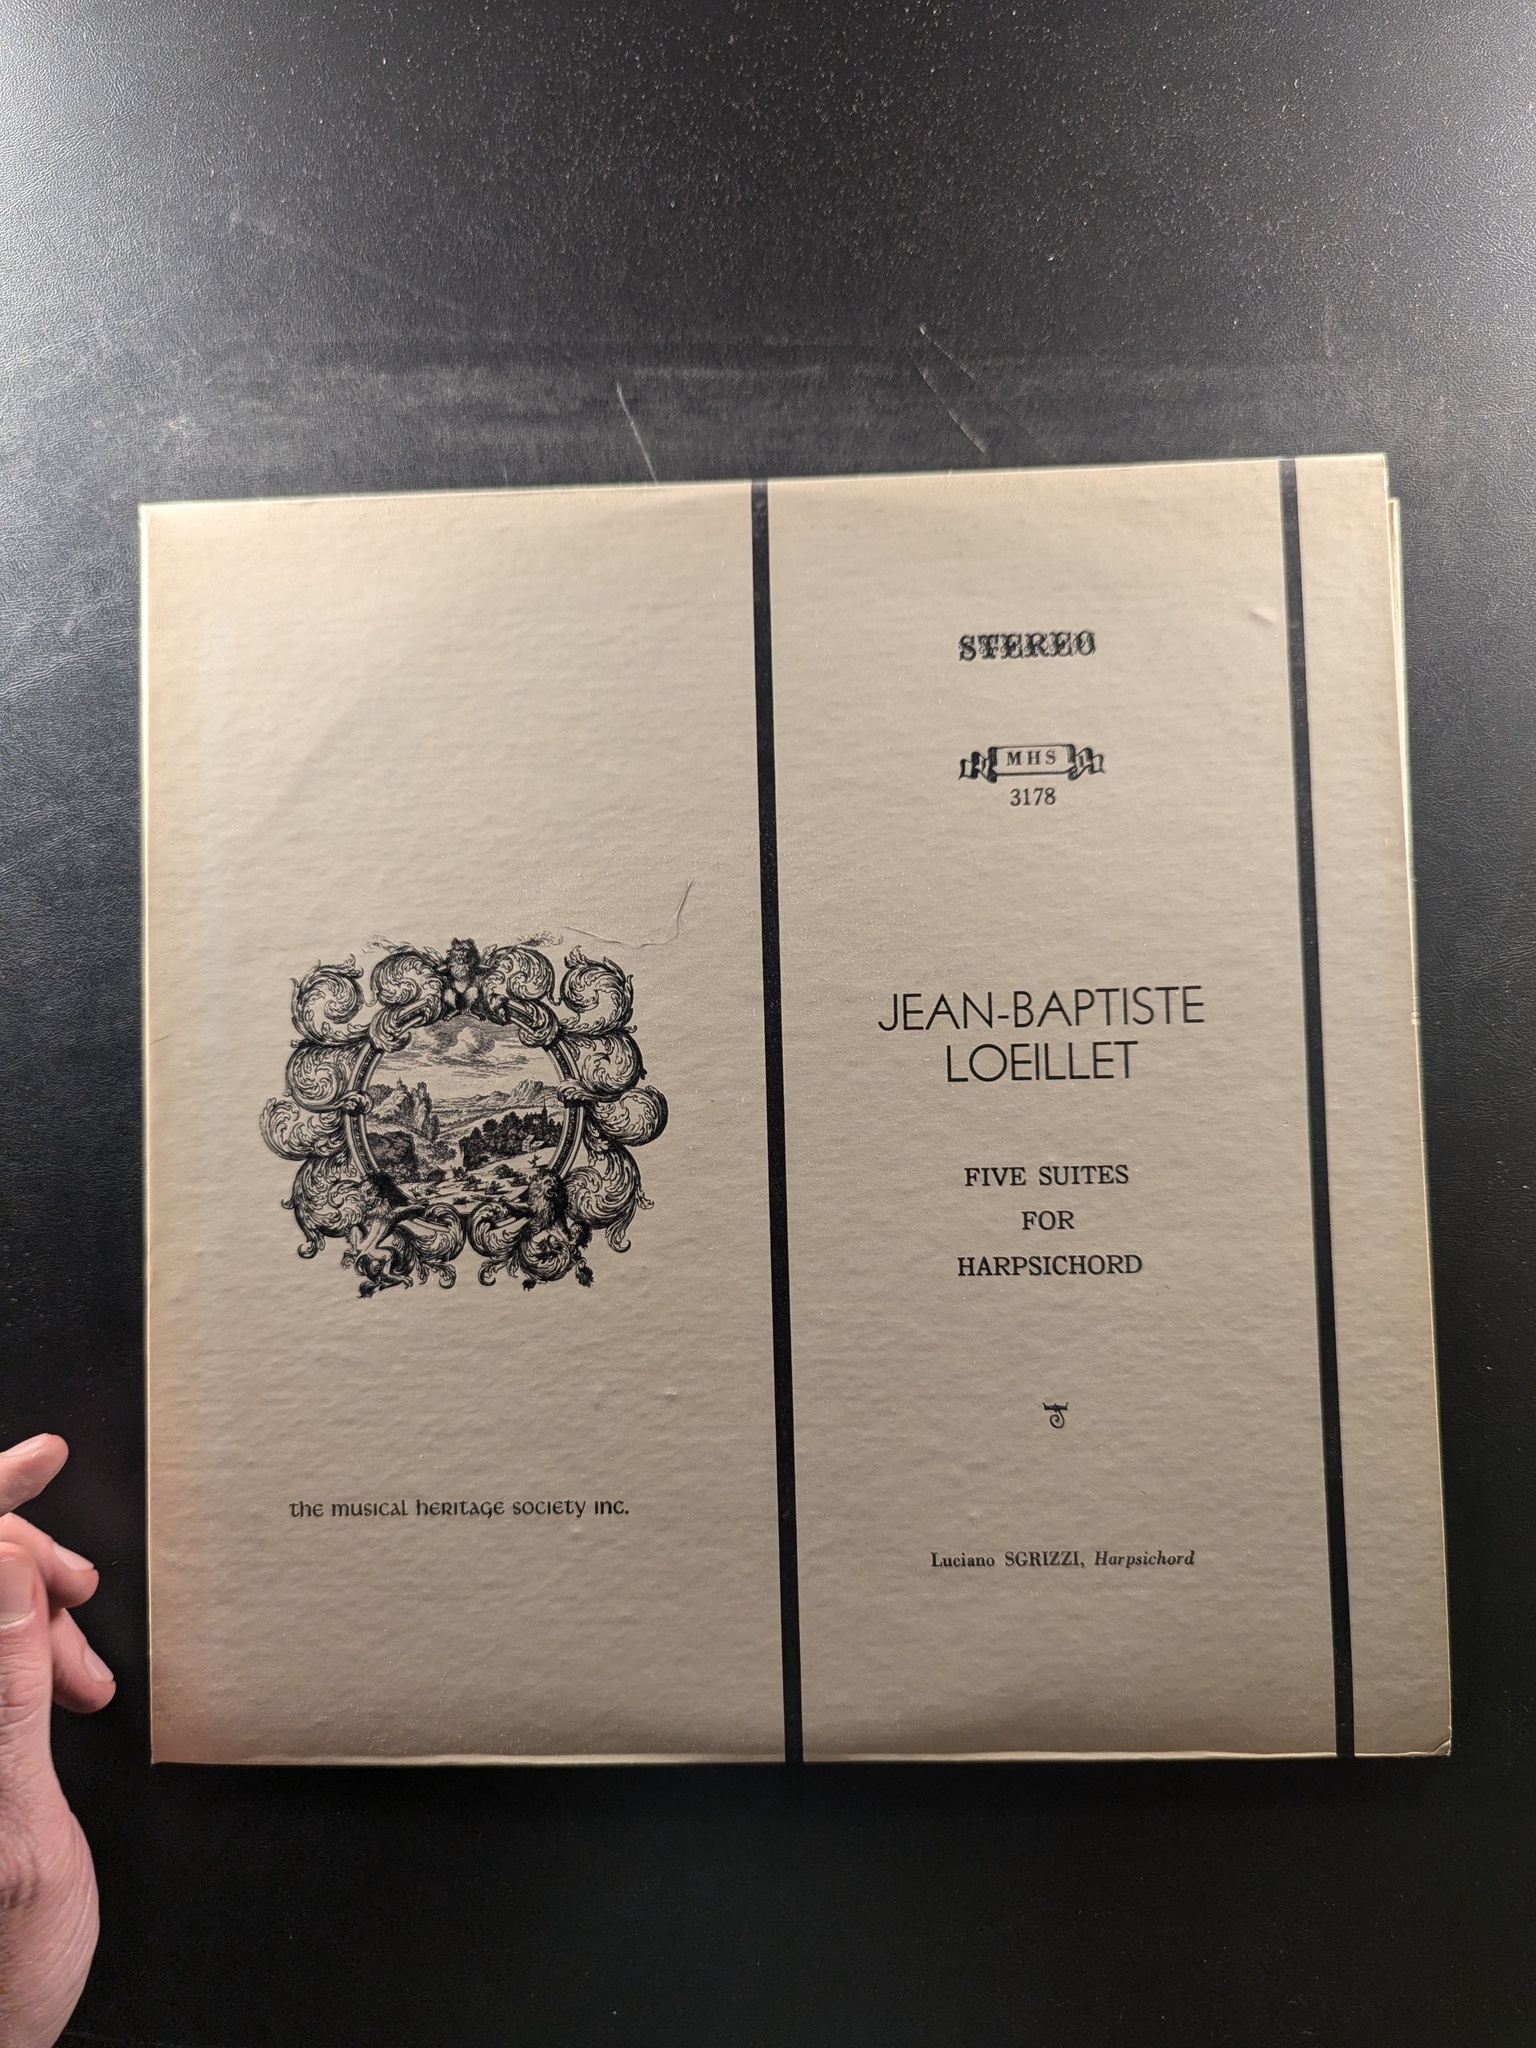 STEREO
MHS
3178
JEAN-BAPTISTE
LOEILLET
FIVE SUITES
FOR
HARPSICHORD
the musical heritage society inc.
Luciano SGRIZZI, Harpsichord